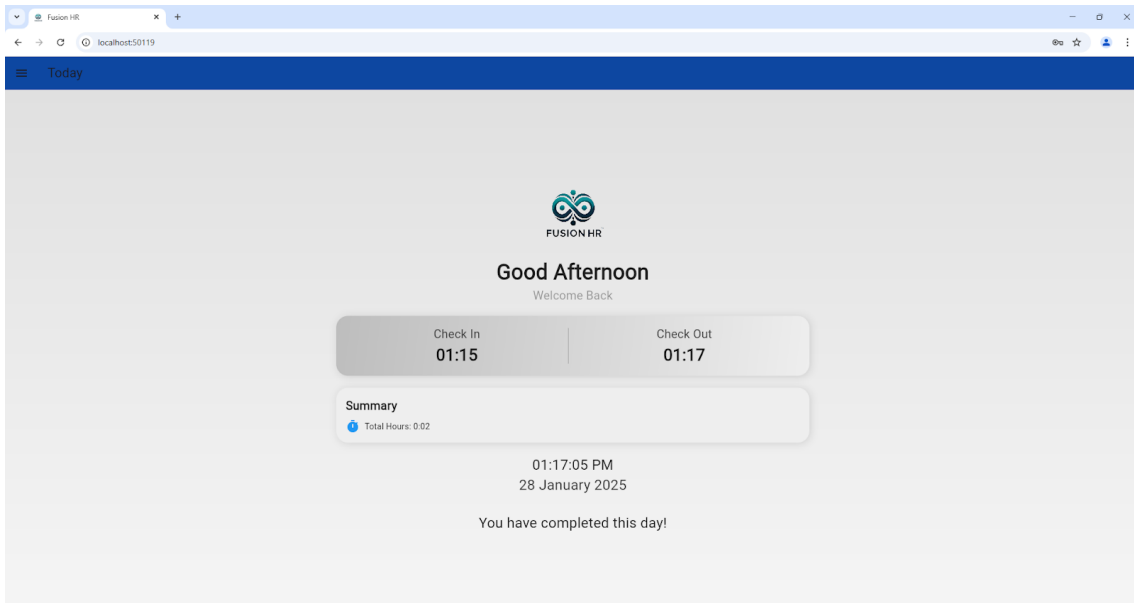 Fusion HR
localhost:50119
Today
FUSION HR
Good Afternoon
Welcome Back
Check In
01:15
Check Out
01:17
Summary
Total Hours: 0:02
01:17:05 PM
28 January 2025
You have completed this day!